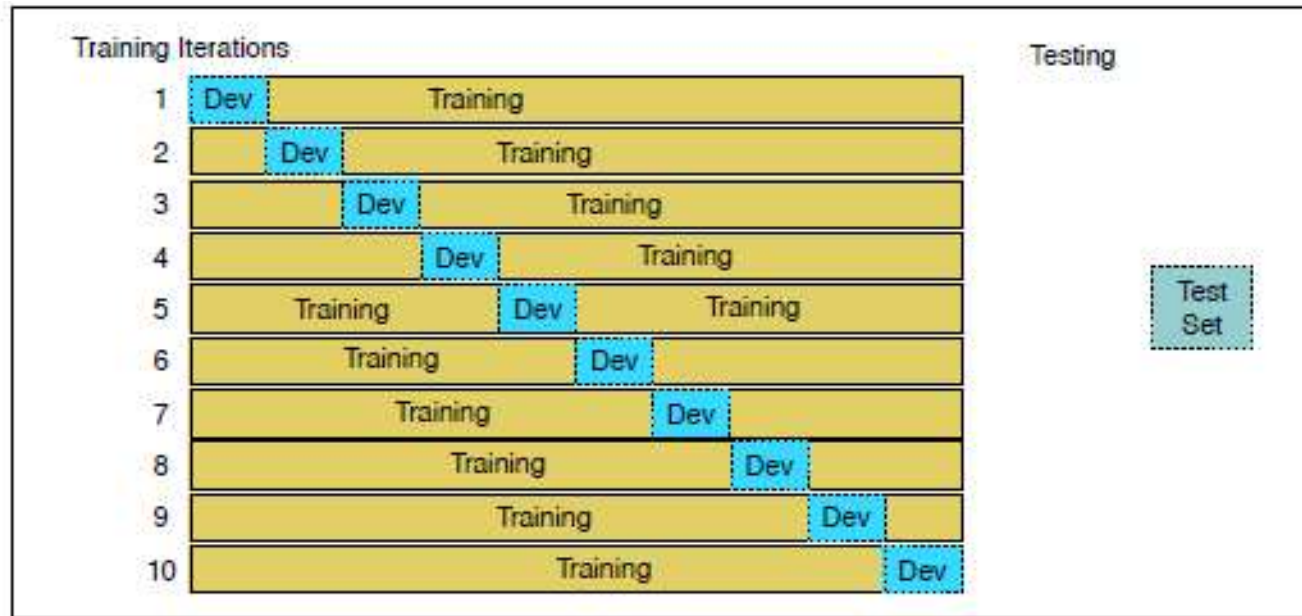 Training Iterations
Testing
1 Dev Training
2 Dev Training
3 Dev Training
4 Dev Training
5 Training Dev Training
6 Training Dev
7 Training Dev
8 Training Dev
9 Training Dev
10 Training Dev
Test
Set